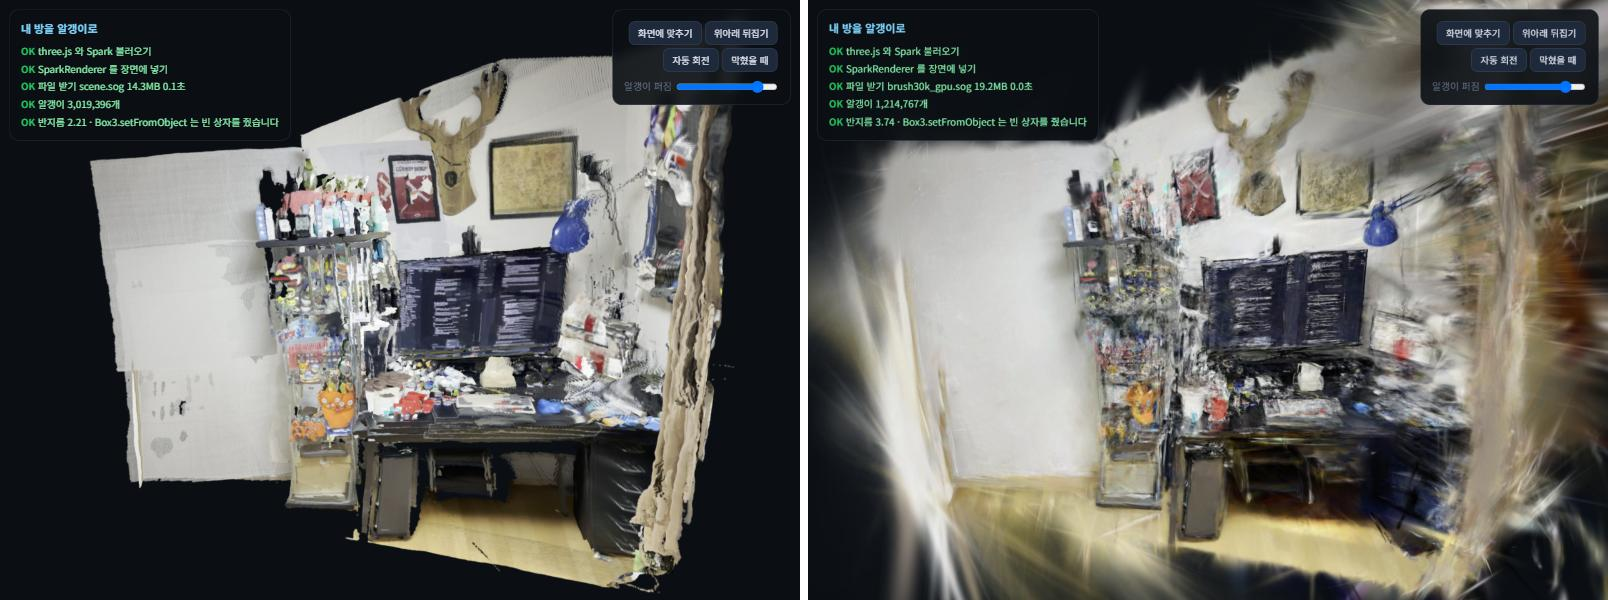 내 방을 알갱이로
OK three.js 와 Spark 불러오기
OK SparkRenderer 를 장면에 넣기
OK 파일 받기 scene.sog 14.3MB 0.1초
OK 알갱이 3,019,396개
OK 반지름 2.21 · Box3.setFromObject 는 빈 상자를 줬습니다
화면에 맞추기 위아래 뒤집기
자동 회전 막혔을 때
알갱이 퍼짐
내 방을 알갱이로
OK three.js 와 Spark 불러오기
OK SparkRenderer 를 장면에 넣기
OK 파일 받기 brush30k_gpu.sog 19.2MB 0.0초
OK 알갱이 1,214,767개
OK 반지름 3.74 · Box3.setFromObject 는 빈 상자를 줬습니다
화면에 맞추기 위아래 뒤집기
자동 회전 막혔을 때
알갱이 퍼짐